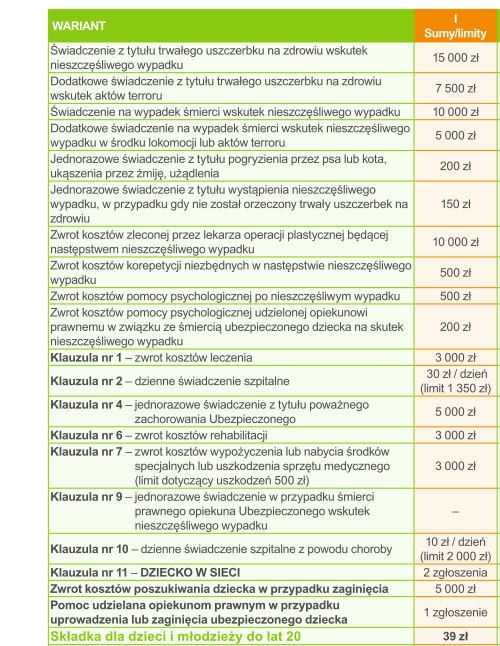 WARIANT
I
Sumy/limity
Świadczenie z tytułu trwałego uszczerbku na zdrowiu wskutek
nieszczęśliwego wypadku
15 000 zł
Dodatkowe świadczenie z tytułu trwałego uszczerbku na zdrowiu
wskutek aktów terroru
7 500 zł
Świadczenie na wypadek śmierci wskutek nieszczęśliwego wypadku
10 000 zł
Dodatkowe świadczenie na wypadek śmierci wskutek nieszczęśliwego
wypadku w środku lokomocji lub aktów terroru
5 000 zł
Jednorazowe świadczenie z tytułu pogryzienia przez psa lub kota,
ukąszenia przez żmiję, użądlenia
200 zł
Jednorazowe świadczenie z tytułu wystąpienia nieszczęśliwego
wypadku, w przypadku gdy nie został orzeczony trwały uszczerbek na
zdrowiu
150 zł
Zwrot kosztów zleconej przez lekarza operacji plastycznej będącej
następstwem nieszczęśliwego wypadku
10 000 zł
Zwrot kosztów korepetycji niezbędnych w następstwie nieszczęśliwego
wypadku
500 zł
Zwrot kosztów pomocy psychologicznej po nieszczęśliwym wypadku
500 zł
Zwrot kosztów pomocy psychologicznej udzielonej opiekunowi
prawnemu w związku ze śmiercią ubezpieczonego dziecka na skutek
nieszczęśliwego wypadku
200 zł
Klauzula nr 1 – zwrot kosztów leczenia
3 000 zł
Klauzula nr 2 – dzienne świadczenie szpitalne
30 zł / dzień
(limit 1 350 zł)
Klauzula nr 4 – jednorazowe świadczenie z tytułu poważnego
zachorowania Ubezpieczonego
5 000 zł
Klauzula nr 6 – zwrot kosztów rehabilitacji
3 000 zł
Klauzula nr 7 – zwrot kosztów wypożyczenia lub nabycia środków
specjalnych lub uszkodzenia sprzętu medycznego
(limit dotyczący uszkodzeń 500 zł)
3 000 zł
Klauzula nr 9 – jednorazowe świadczenie w przypadku śmierci
prawnego opiekuna Ubezpieczonego wskutek
nieszczęśliwego wypadku
–
Klauzula nr 10 – dzienne świadczenie szpitalne z powodu choroby
10 zł / dzień
(limit 2 000 zł)
Klauzula nr 11 – DZIECKO W SIECI
2 zgłoszenia
Zwrot kosztów poszukiwania dziecka w przypadku zaginięcia
5 000 zł
Pomoc udzielana opiekunom prawnym w przypadku
uprowadzenia lub zaginięcia ubezpieczonego dziecka
1 zgłoszenie
Składka dla dzieci i młodzieży do lat 20
39 zł